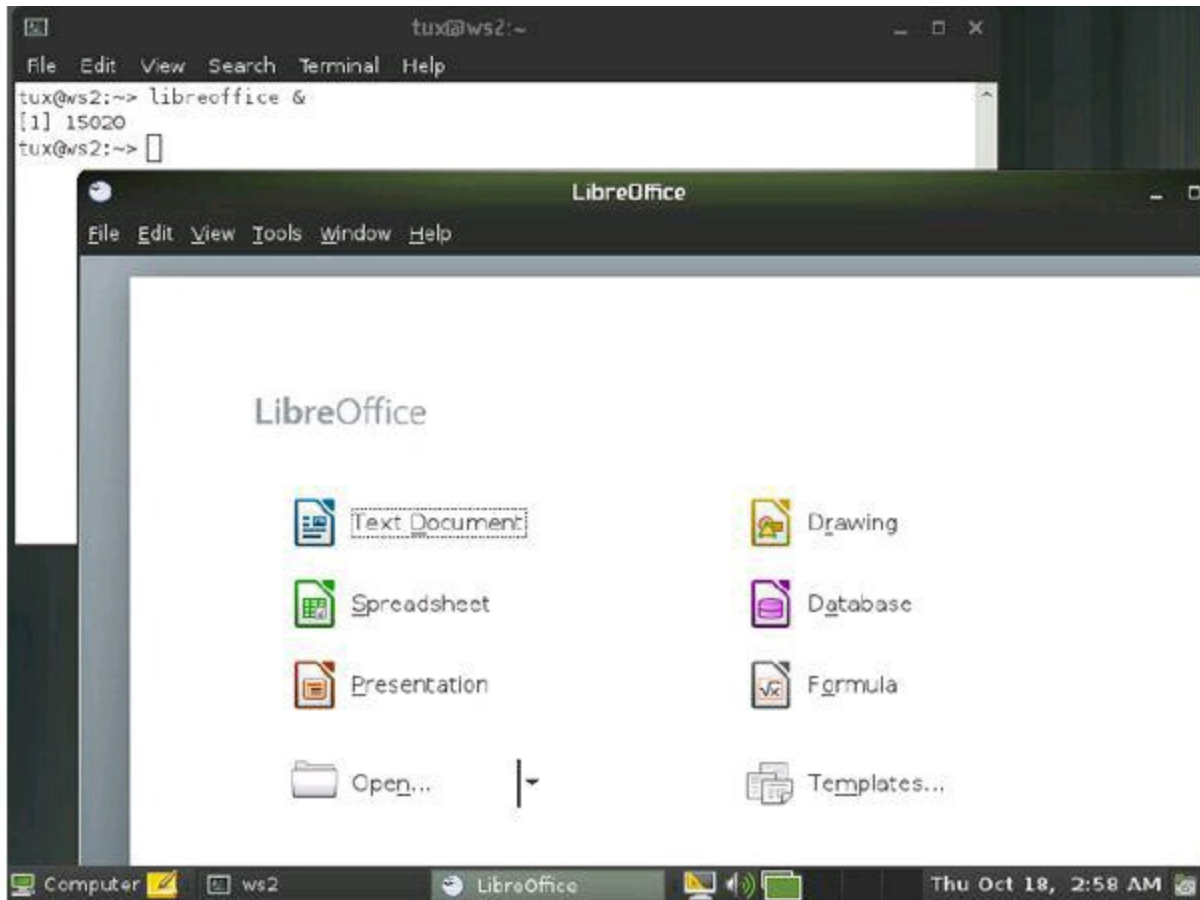 tux@ws2:~
File Edit View Search Terminal Help
tux@ws2:~> libreoffice &
[1] 15020
tux@ws2:~>
LibreOffice
File Edit View Tools Window Help
LibreOffice
Text Document
Drawing
Spreadsheet
Database
Presentation
Formula
Open...
Templates...
Computer ws2 LibreOffice Thu Oct 18, 2:58 AM